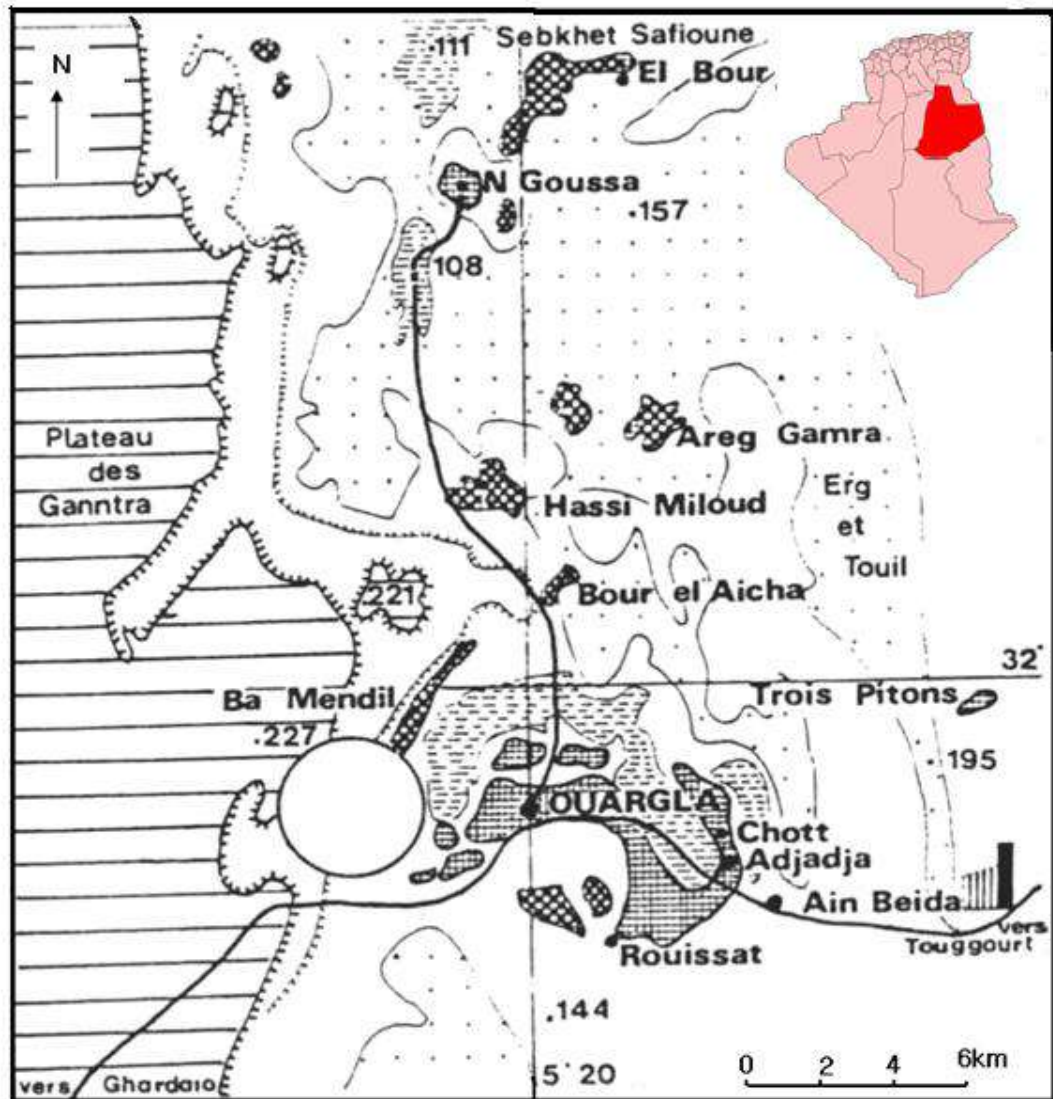 .111
Sebkhet Safioune
El Bour
N
N Goussa
.157
108
Plateau
des
Ganntra
Areg Gamra
Hassi Miloud
Erg
et
Touil
221
Bour el Aicha
32°
Ba Mendil
Trois Pitons
.227
.195
OUARGLA
Chott
Adjadja
Ain Beida
vers
Touggourt
Rouissat
.144
5° 20
0 2 4 6km
vers Ghardaia